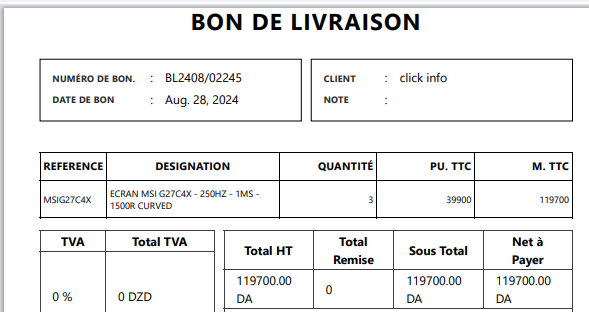 BON DE LIVRAISON
NUMÉRO DE BON. : BL2408/02245
DATE DE BON : Aug. 28, 2024
CLIENT : click info
NOTE :
REFERENCE DESIGNATION QUANTITÉ PU. TTC M. TTC
MSIG27C4X ECRAN MSI G27C4X - 250HZ - 1MS - 3 39900 119700
1500R CURVED
TVA Total TVA
0 % 0 DZD
Total HT Total Remise Sous Total Net à Payer
119700.00 DA 0 119700.00 DA 119700.00 DA